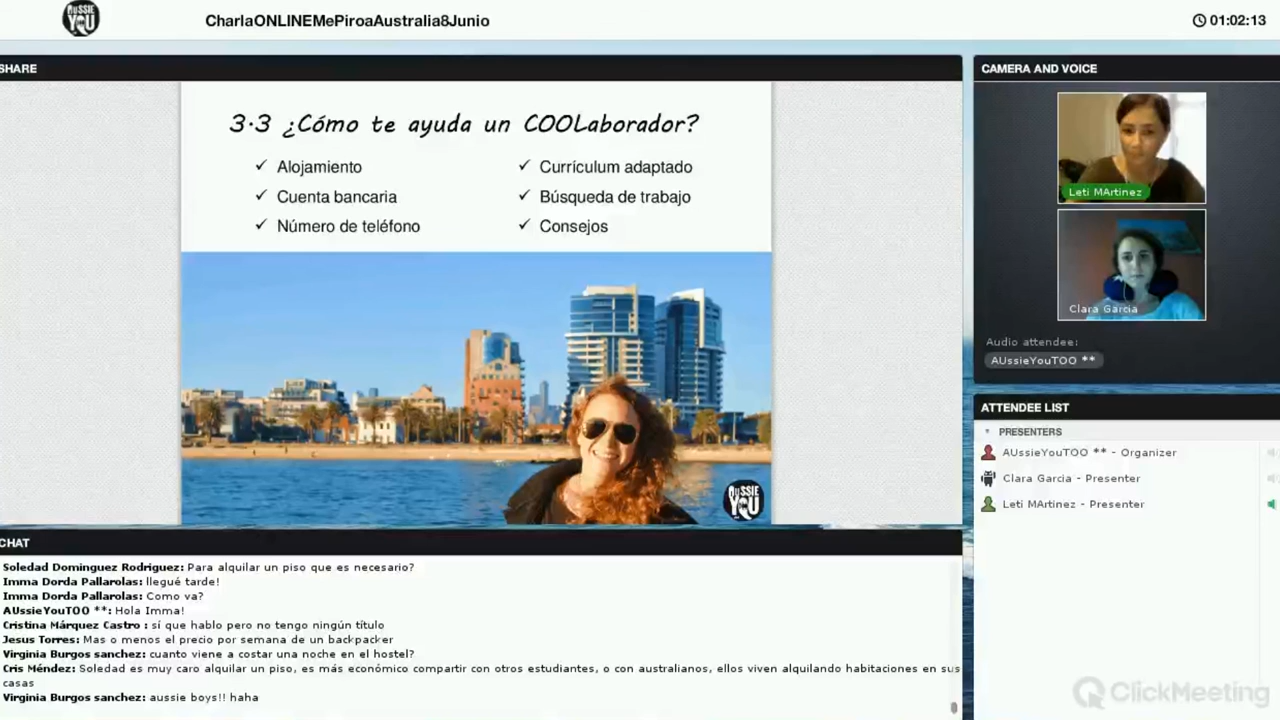 AUSSIE
YOU
TOO
CharlaONLINEMePiroaAustralia8Junio
01:02:13
SHARE
3.3 ¿Cómo te ayuda un COOLaborador?
✓ Alojamiento
✓ Cuenta bancaria
✓ Número de teléfono
✓ Currículum adaptado
✓ Búsqueda de trabajo
✓ Consejos
AUSSIE
YOU
TOO
CAMERA AND VOICE
Leti MArtinez
Clara Garcia
Audio attendee:
AUssieYouTOO **
ATTENDEE LIST
PRESENTERS
AUssieYouTOO ** - Organizer
Clara Garcia - Presenter
Leti MArtinez - Presenter
CHAT
Soledad Dominguez Rodriguez: Para alquilar un piso que es necesario?
Imma Dorda Pallarolas: llegué tarde!
Imma Dorda Pallarolas: Como va?
AUssieYouTOO **: Hola Imma!
Cristina Márquez Castro : sí que hablo pero no tengo ningún título
Jesus Torres: Mas o menos el precio por semana de un backpacker
Virginia Burgos sanchez: cuanto viene a costar una noche en el hostel?
Cris Méndez: Soledad es muy caro alquilar un piso, es más económico compartir con otros estudiantes, o con australianos, ellos viven alquilando habitaciones en sus
casas
Virginia Burgos sanchez: aussie boys!! haha
ClickMeeting